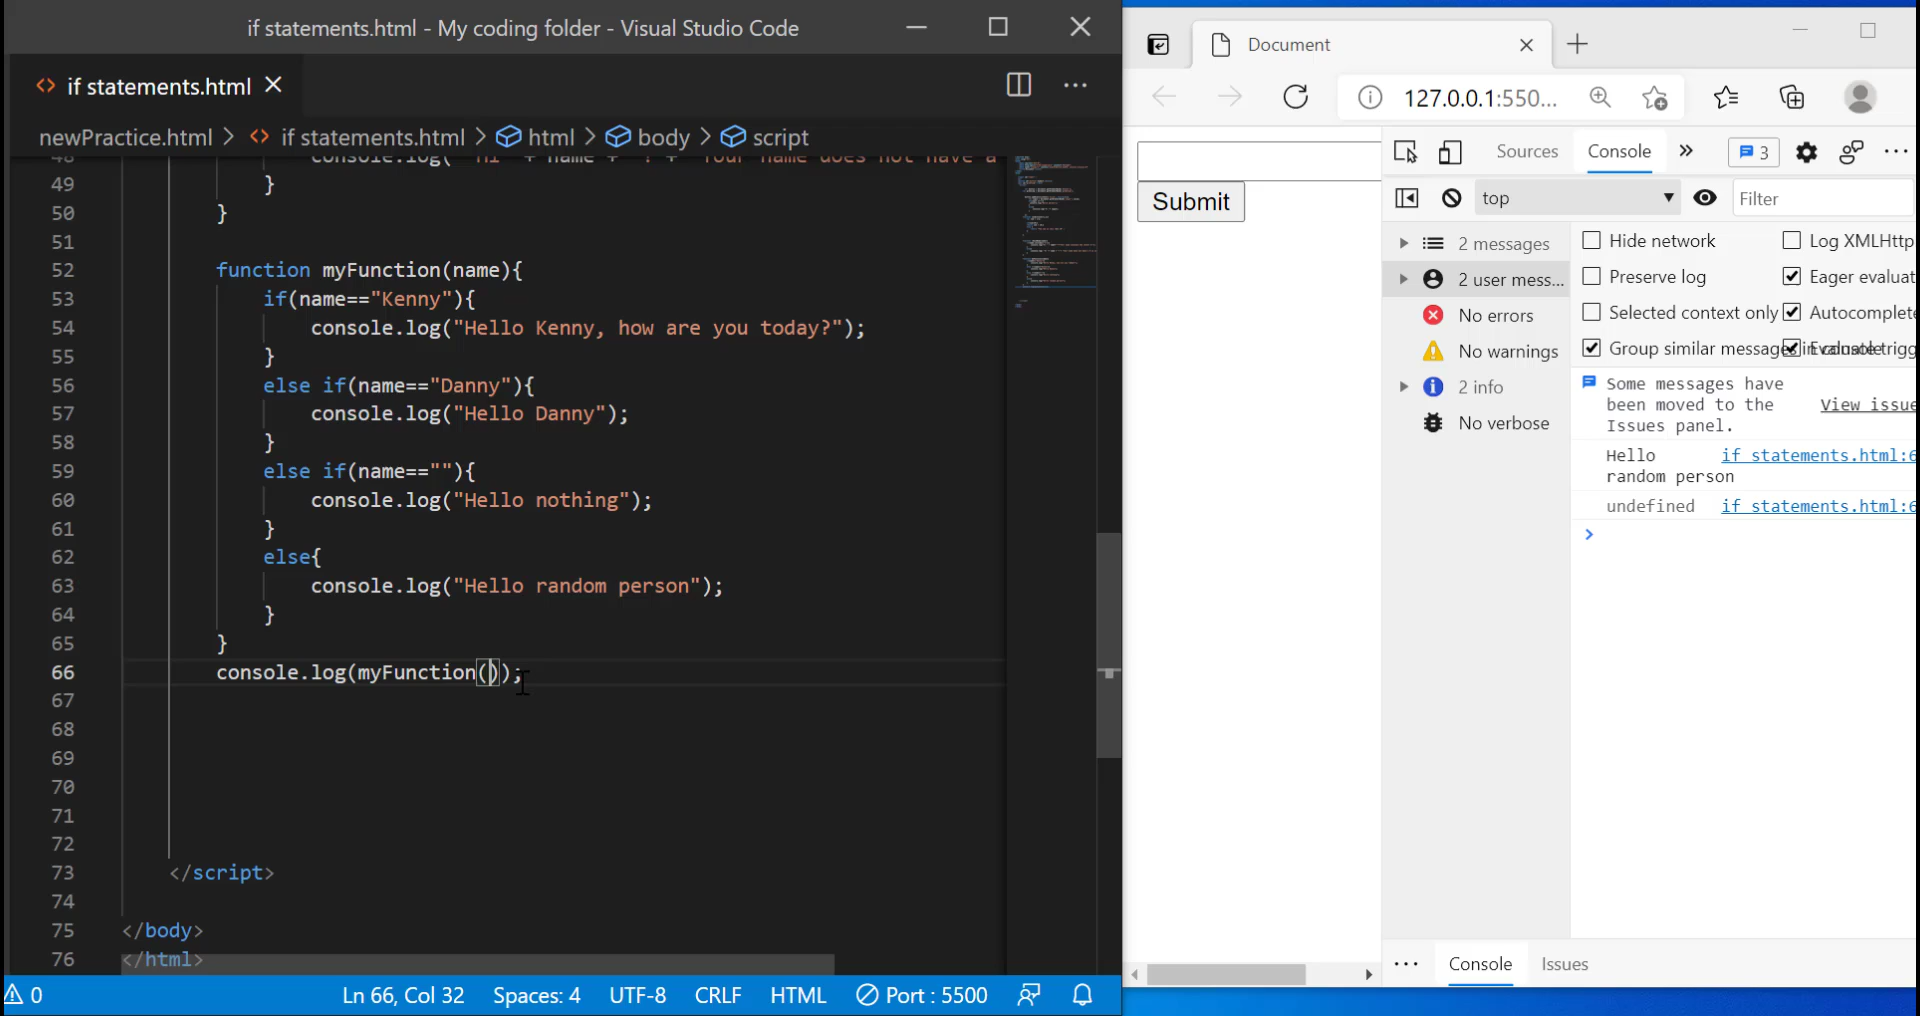 if statements.html - My coding folder - Visual Studio Code
if statements.html
newPractice.html > if statements.html > html > body > script
49 }
50 }
51
52 function myFunction(name){
53 if(name=="Kenny"){
54 console.log("Hello Kenny, how are you today?");
55 }
56 else if(name=="Danny"){
57 console.log("Hello Danny");
58 }
59 else if(name==""){
60 console.log("Hello nothing");
61 }
62 else{
63 console.log("Hello random person");
64 }
65 }
66 console.log(myFunction());
67
68
69
70
71
72
73 </script>
74
75 </body>
76 </html>
0 Ln 66, Col 32 Spaces: 4 UTF-8 CRLF HTML Port : 5500
Document
127.0.0.1:550...
Submit
Sources Console 3
top Filter
2 messages
2 user mess...
No errors
No warnings
2 info
No verbose
Hide network Log XMLHttp
Preserve log Eager evaluat
Selected context only Autocomplete
Group similar messages in console
Some messages have
been moved to the View issue
Issues panel.
Hello if statements.html:6
random person
undefined if statements.html:6
Console Issues